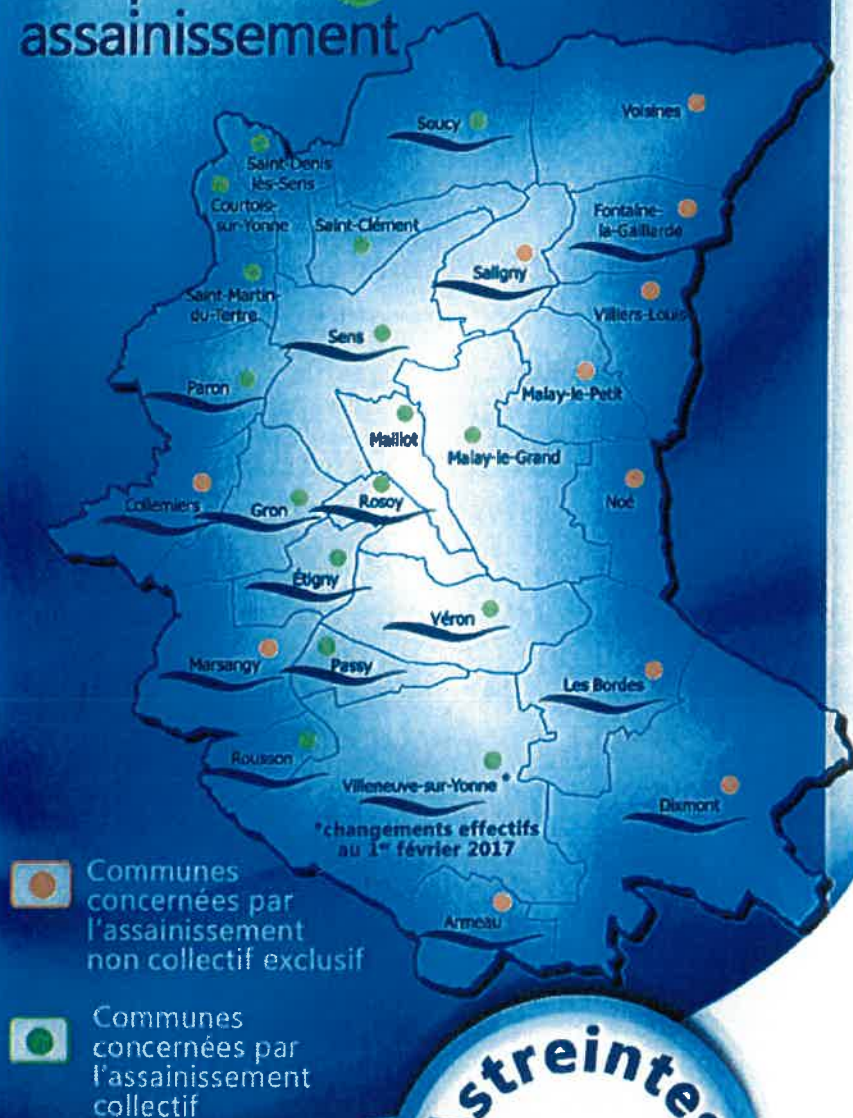 assainissement
Soucy
Voisines
Saint-Denis
lès-Sens
Courtois-
sur-Yonne
Saint-Clément
Fontaine-
la-Gaillarde
Saligny
Saint-Martin-
du-Tertre
Villiers-Louis
Sens
Paron
Malay-le-Petit
Maillot
Malay-le-Grand
Collemiers
Gron
Rosoy
Noé
Étigny
Véron
Marsangy
Passy
Les Bordes
Rousson
Villeneuve-sur-Yonne *
Dixmont
*changements effectifs
au 1er février 2017
Armeau
Communes
concernées par
l'assainissement
non collectif exclusif
Communes
concernées par
l'assainissement
collectif
streinte